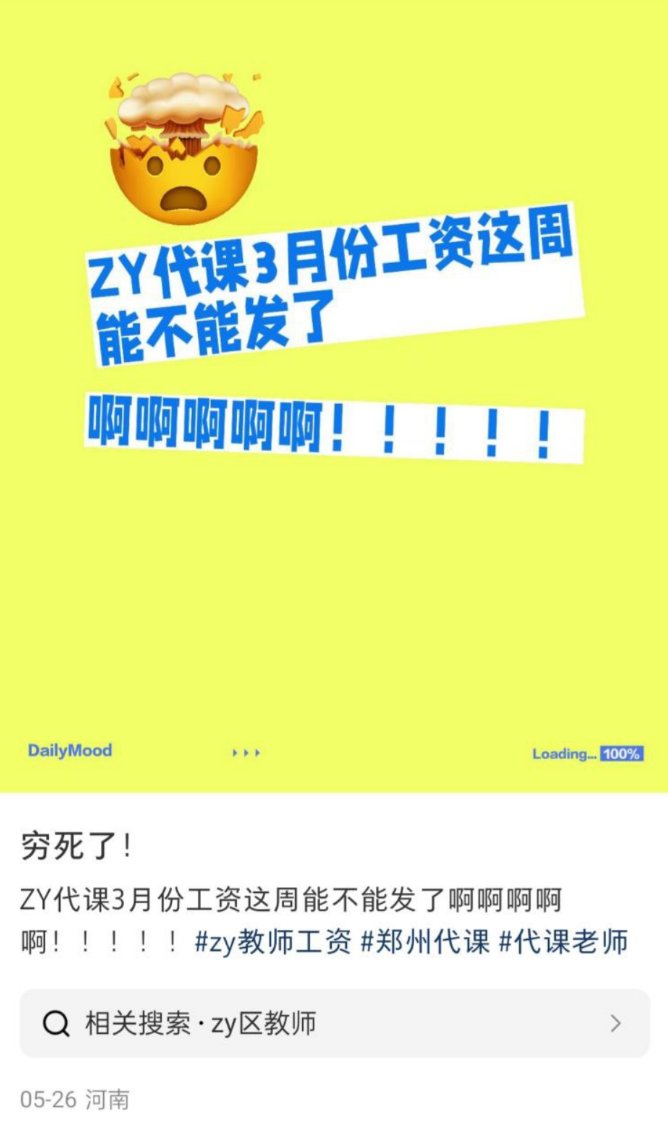 ZY代课3月份工资这周
能不能发了
啊啊啊啊啊！！！！！
DailyMood
Loading... 100%
穷死了！
ZY代课3月份工资这周能不能发了啊啊啊啊
啊！！！！！#zy教师工资 #郑州代课 #代课老师
相关搜索·zy区教师
05-26 河南